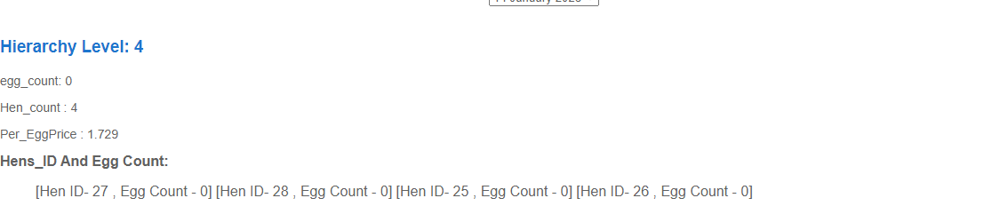 Hierarchy Level: 4
egg_count: 0
Hen_count : 4
Per_EggPrice : 1.729
Hens_ID And Egg Count:
[Hen ID- 27 , Egg Count - 0] [Hen ID- 28 , Egg Count - 0] [Hen ID- 25 , Egg Count - 0] [Hen ID- 26 , Egg Count - 0]